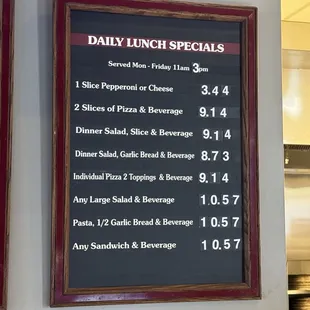 DAILY LUNCH SPECIALS
Served Mon - Friday 11am 3pm
1 Slice Pepperoni or Cheese 3.44
2 Slices of Pizza & Beverage 9.14
Dinner Salad, Slice & Beverage 9.14
Dinner Salad, Garlic Bread & Beverage 8.73
Individual Pizza 2 Toppings & Beverage 9.14
Any Large Salad & Beverage 10.57
Pasta, 1/2 Garlic Bread & Beverage 10.57
Any Sandwich & Beverage 10.57